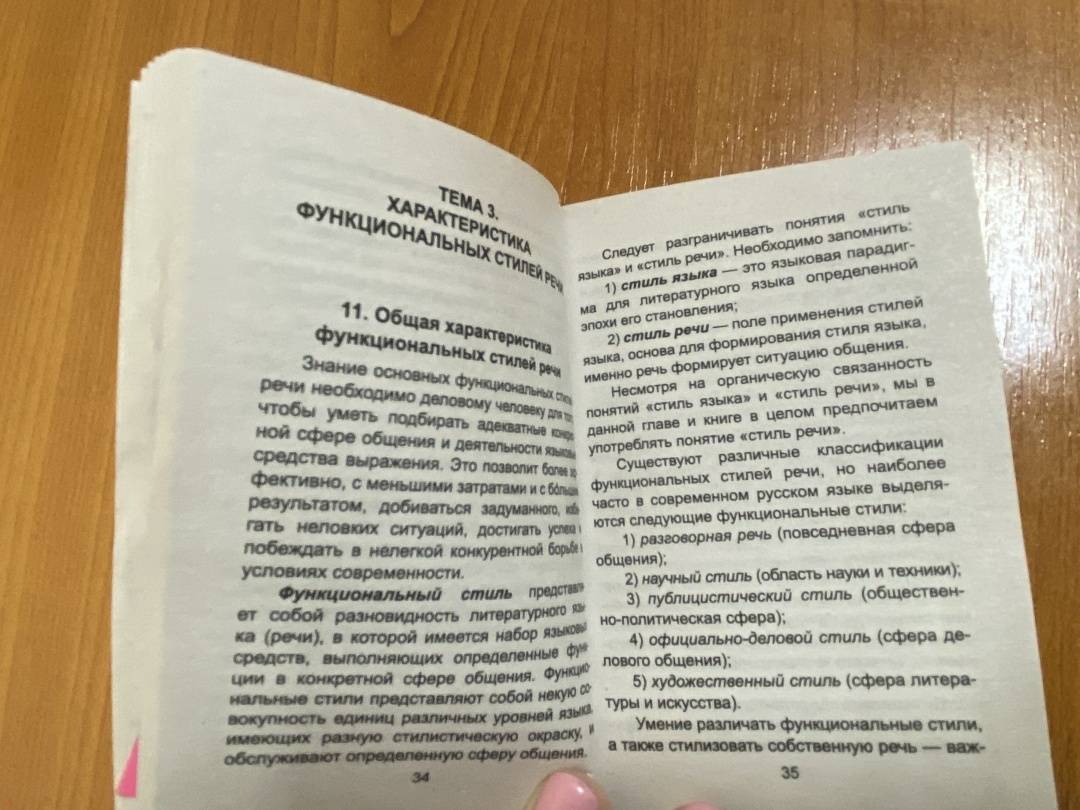 ТЕМА 3.
ХАРАКТЕРИСТИКА
ФУНКЦИОНАЛЬНЫХ СТИЛЕЙ РЕЧИ
11. Общая характеристика
функциональных стилей речи
Знание основных функциональных
речи необходимо деловому человеку для
чтобы уметь подбирать адекватные
ной сфере общения и деятельности
средства выражения. Это позволит более
фективно, с меньшими затратами и с бо́льшим
результатом, добиваться задуманного,
гать неловких ситуаций, достигать успеха
побеждать в нелегкой конкурентной борьбе в
условиях современности.
Функциональный стиль представля-
ет собой разновидность литературного язы-
ка (речи), в которой имеется набор языковых
средств, выполняющих определенные функ-
ции в конкретной сфере общения. Функцио-
нальные стили представляют собой некую со-
вокупность единиц различных уровней языка,
имеющих разную стилистическую окраску, и
обслуживают определенную сферу общения.
34
Следует разграничивать понятия «стиль
языка» и «стиль речи». Необходимо запомнить:
1) стиль языка — это языковая парадиг-
ма для литературного языка определенной
эпохи его становления;
2) стиль речи — поле применения стилей
языка, основа для формирования стиля языка,
именно речь формирует ситуацию общения.
Несмотря на органическую связанность
понятий «стиль языка» и «стиль речи», мы в
данной главе и книге в целом предпочитаем
употреблять понятие «стиль речи».
Существуют различные классификации
функциональных стилей речи, но наиболее
часто в современном русском языке выделя-
ются следующие функциональные стили:
1) разговорная речь (повседневная сфера
общения);
2) научный стиль (область науки и техники);
3) публицистический стиль (обществен-
но-политическая сфера);
4) официально-деловой стиль (сфера де-
лового общения);
5) художественный стиль (сфера литера-
туры и искусства).
Умение различать функциональные стили,
а также стилизовать собственную речь — важ-
35